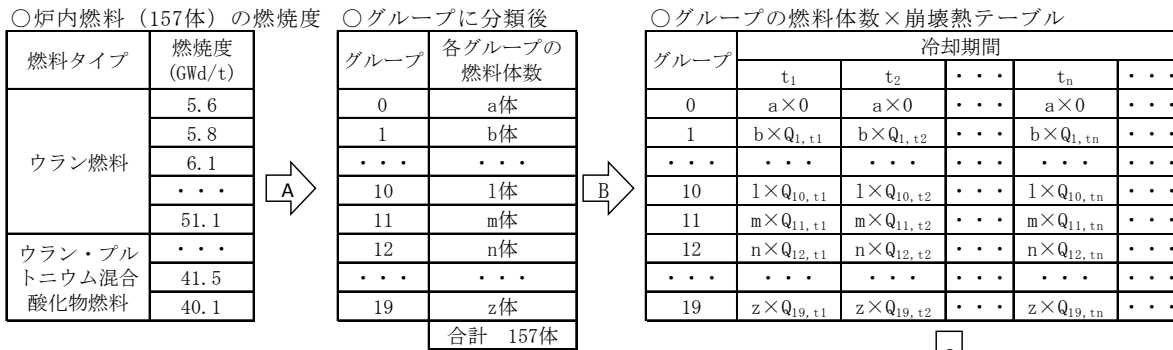 ○炉内燃料（157体）の燃焼度 ○グループに分類後 ○グループの燃料体数×崩壊熱テーブル
燃料タイプ 燃焼度
(GWd/t)
ウラン燃料
5.6
5.8
6.1
・・・
51.1
ウラン・プル
トニウム混合
酸化物燃料
・・・
41.5
40.1
A
グループ 各グループの
燃料体数
0 a体
1 b体
・・・ ・・・
10 l体
11 m体
12 n体
・・・ ・・・
19 z体
合計 157体
B
グループ 冷却期間
t1 t2 ・・・ tn ・・・
0 a×0 a×0 ・・・ a×0 ・・・
1 b×Q1,t1 b×Q1,t2 ・・・ b×Q1,tn ・・・
・・・ ・・・ ・・・ ・・・ ・・・ ・・・
10 l×Q10,t1 l×Q10,t2 ・・・ l×Q10,tn ・・・
11 m×Q11,t1 m×Q11,t2 ・・・ m×Q11,tn ・・・
12 n×Q12,t1 n×Q12,t2 ・・・ n×Q12,tn ・・・
・・・ ・・・ ・・・ ・・・ ・・・ ・・・
19 z×Q19,t1 z×Q19,t2 ・・・ z×Q19,tn ・・・